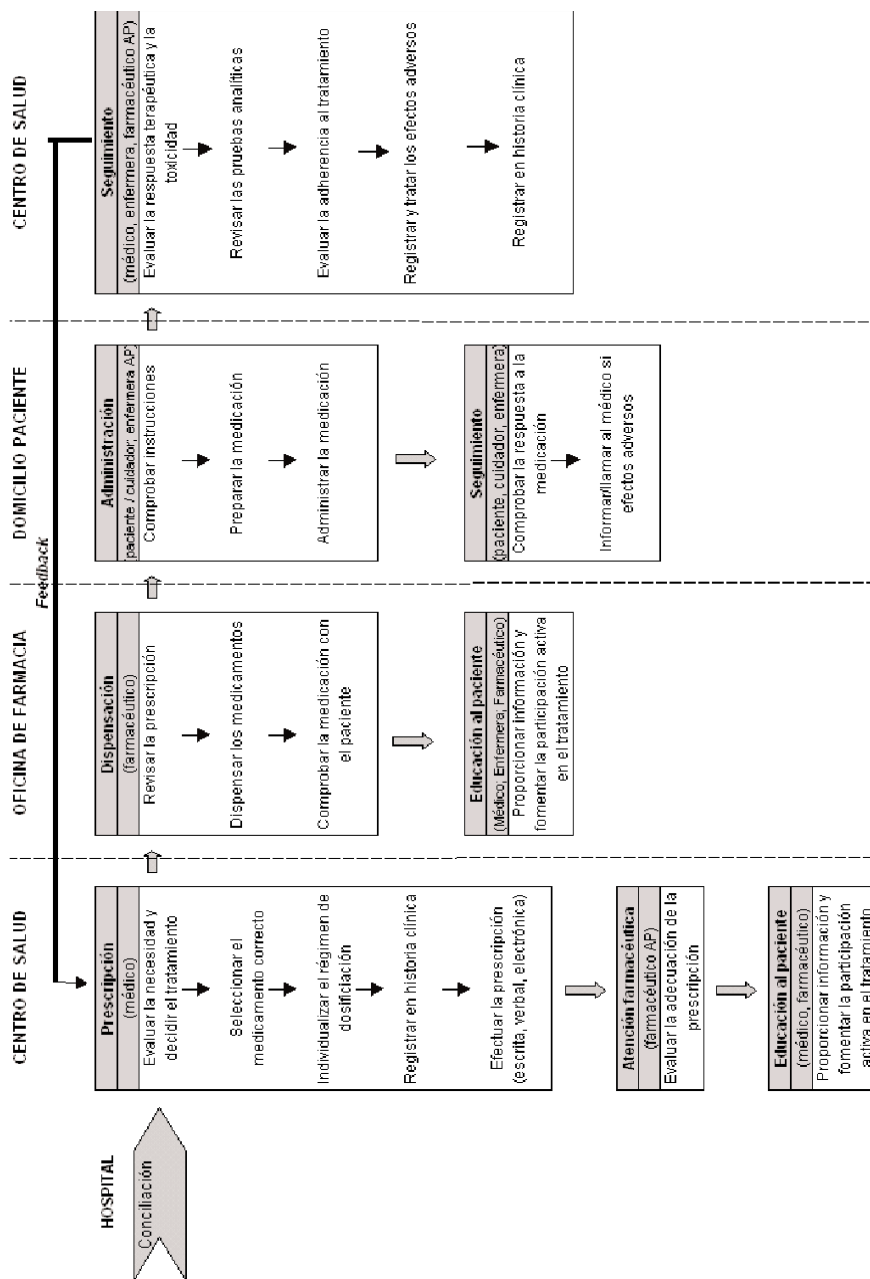 HOSPITAL
Conciliación
CENTRO DE SALUD
Prescripción
(médico)
Evaluar la necesidad y
decidir el tratamiento
Seleccionar el
medicamento correcto
Individualizar el régimen de
dosificiación
Registrar en historia clínica
Efectuar la prescripción
(escrita, verbal, electrónica)
Atención farmacéutica
(farmacéutico AP)
Evaluar la adecuación de la
prescripción
Educación al paciente
(médico, farmacéutico)
Proporcionar información y
fomentar la participación
activa en el tratamiento
OFICINA DE FARMACIA
Dispensación
(farmacéutico)
Revisar la prescripción
Dispensar los medicamentos
Comprobar la medicación con
el paciente
Educación al paciente
(Médico; Enfermera; Farmacéutico)
Proporcionar información y
fomentar la participación activa
en el tratamiento
Feedback
DOMICILIO PACIENTE
Administración
(paciente / cuidador; enfermera AP)
Comprobar instrucciones
Preparar la medicación
Administrar la medicación
Seguimiento
(paciente, cuidador, enfermera)
Comprobar la respuesta a la
medicación
Informar/llamar al médico si
efectos adversos
CENTRO DE SALUD
Seguimiento
(médico, enfermera, farmacéutico AP)
Evaluar la respuesta terapéutica y la
toxicidad
Revisar las pruebas analíticas
Evaluar la adherencia al tratamiento
Registrar y tratar los efectos adversos
Registrar en historia clínica